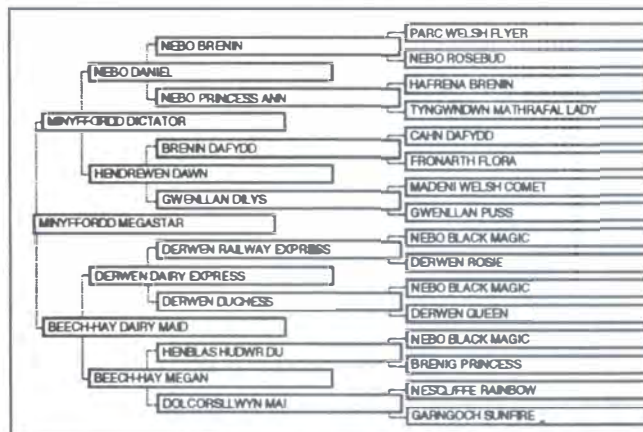 PARC WELSH FLYER
NEBO BRENIN
NEBO ROSEBUD
NEBO DANIEL
HAFRENA BRENIN
NEBO PRINCESS ANN
TYNGWNDWN MATHRAFAL LADY
MINYFFORDD DICTATOR
CAHN DAFYDD
BRENIN DAFYDD
FRONARTH FLORA
HENDREWEN DAWN
MADENI WELSH COMET
GWENLLAN DILYS
GWENLLAN PUSS
MINYFFORDD MEGASTAR
NEBO BLACK MAGIC
DERWEN RAILWAY EXPRESS
DERWEN ROSIE
DERWEN DAIRY EXPRESS
NEBO BLACK MAGIC
DERWEN DUCHESS
DERWEN QUEEN
BEECH-HAY DAIRY MAID
NEBO BLACK MAGIC
HENBLAS HUDWR DU
BRENIG PRINCESS
BEECH-HAY MEGAN
NESCLIFFE RAINBOW
DOLCORSLLWYN MAI
GARNGOCH SUNFIRE